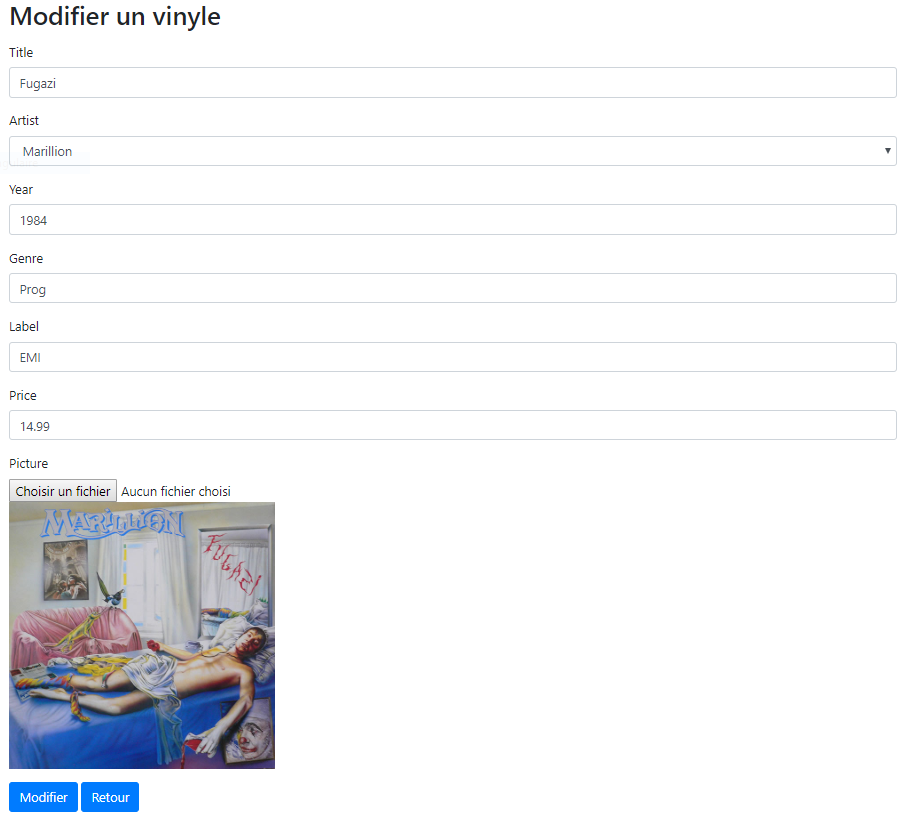 Modifier un vinyle
Title
Fugazi
Artist
Marillion
Year
1984
Genre
Prog
Label
EMI
Price
14.99
Picture
Choisir un fichier Aucun fichier choisi
MARILLION
FUGAZI
Modifier Retour